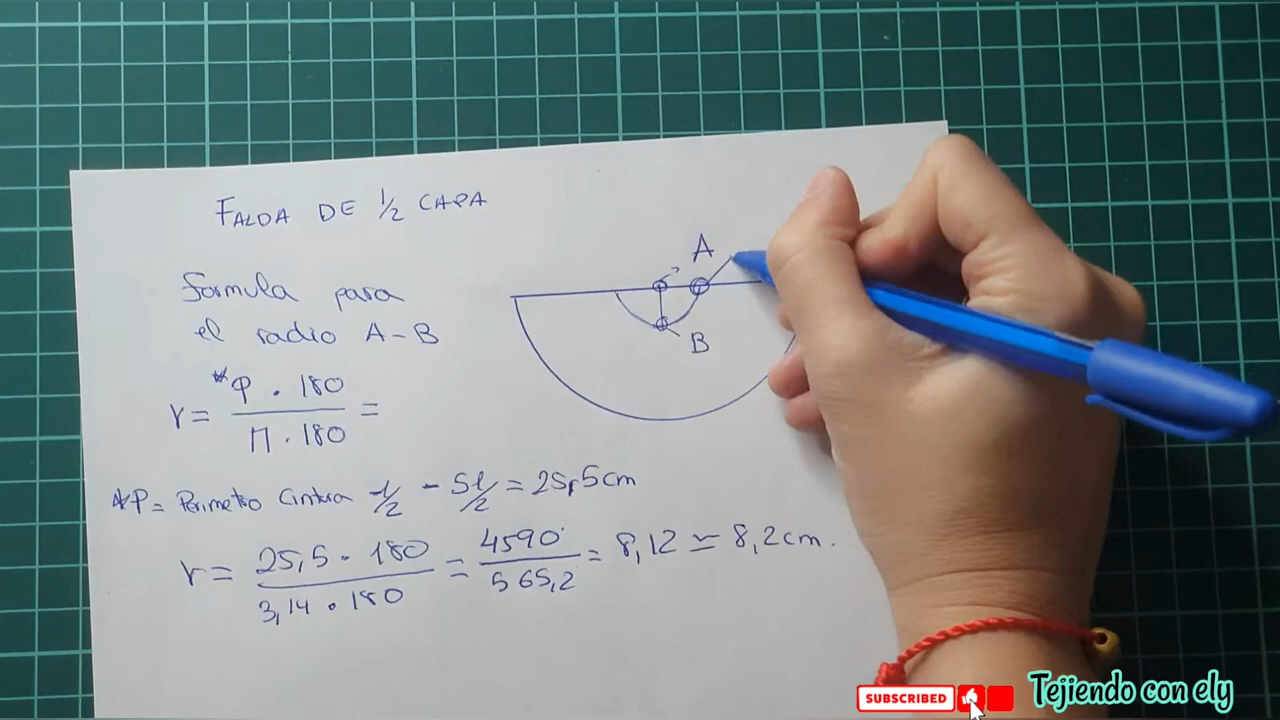 FALDA DE 1/2 CAPA
formula para
el radio A-B
r = *P . 180 / π . 180 =
*P = Perimetro Cintura 1/2 - 51/2 = 25,5cm
r = 25,5 . 180 / 3,14 . 180 = 4590 / 565,2 = 8,12 ≃ 8,2cm.
A
B
SUBSCRIBED
Tejiendo con ely